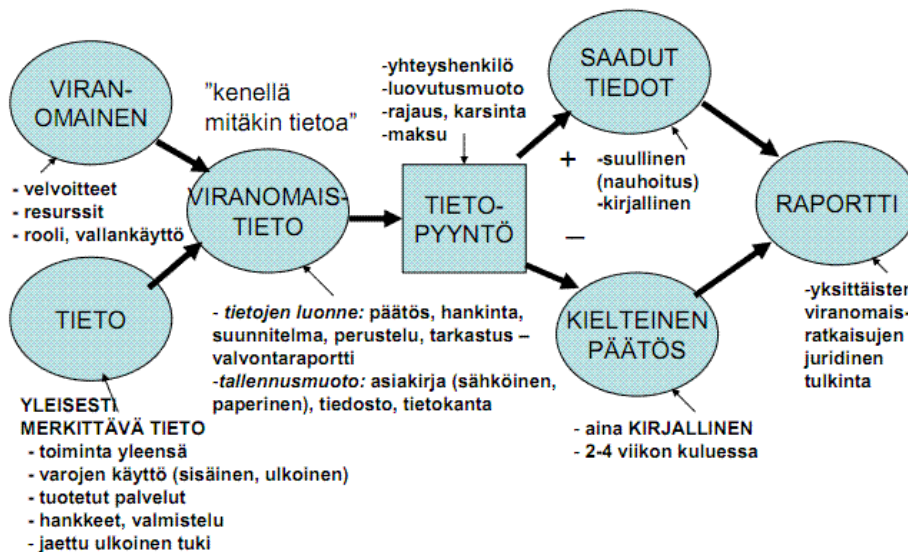 VIRAN-
OMAINEN
- velvoitteet
- resurssit
- rooli, vallankäyttö
TIETO
YLEISESTI
MERKITTÄVÄ TIETO
- toiminta yleensä
- varojen käyttö (sisäinen, ulkoinen)
- tuotetut palvelut
- hankkeet, valmistelu
- jaettu ulkoinen tuki
"kenellä
mitäkin tietoa"
VIRANOMAIS-
TIETO
- tietojen luonne: päätös, hankinta,
suunnitelma, perustelu, tarkastus –
valvontaraportti
-tallennusmuoto: asiakirja (sähköinen,
paperinen), tiedosto, tietokanta
-yhteyshenkilö
-luovutusmuoto
-rajaus, karsinta
-maksu
TIETO-
PYYNTÖ
+
–
SAADUT
TIEDOT
-suullinen
(nauhoitus)
-kirjallinen
KIELTEINEN
PÄÄTÖS
- aina KIRJALLINEN
- 2-4 viikon kuluessa
RAPORTTI
-yksittäisten
viranomais-
ratkaisujen
juridinen
tulkinta